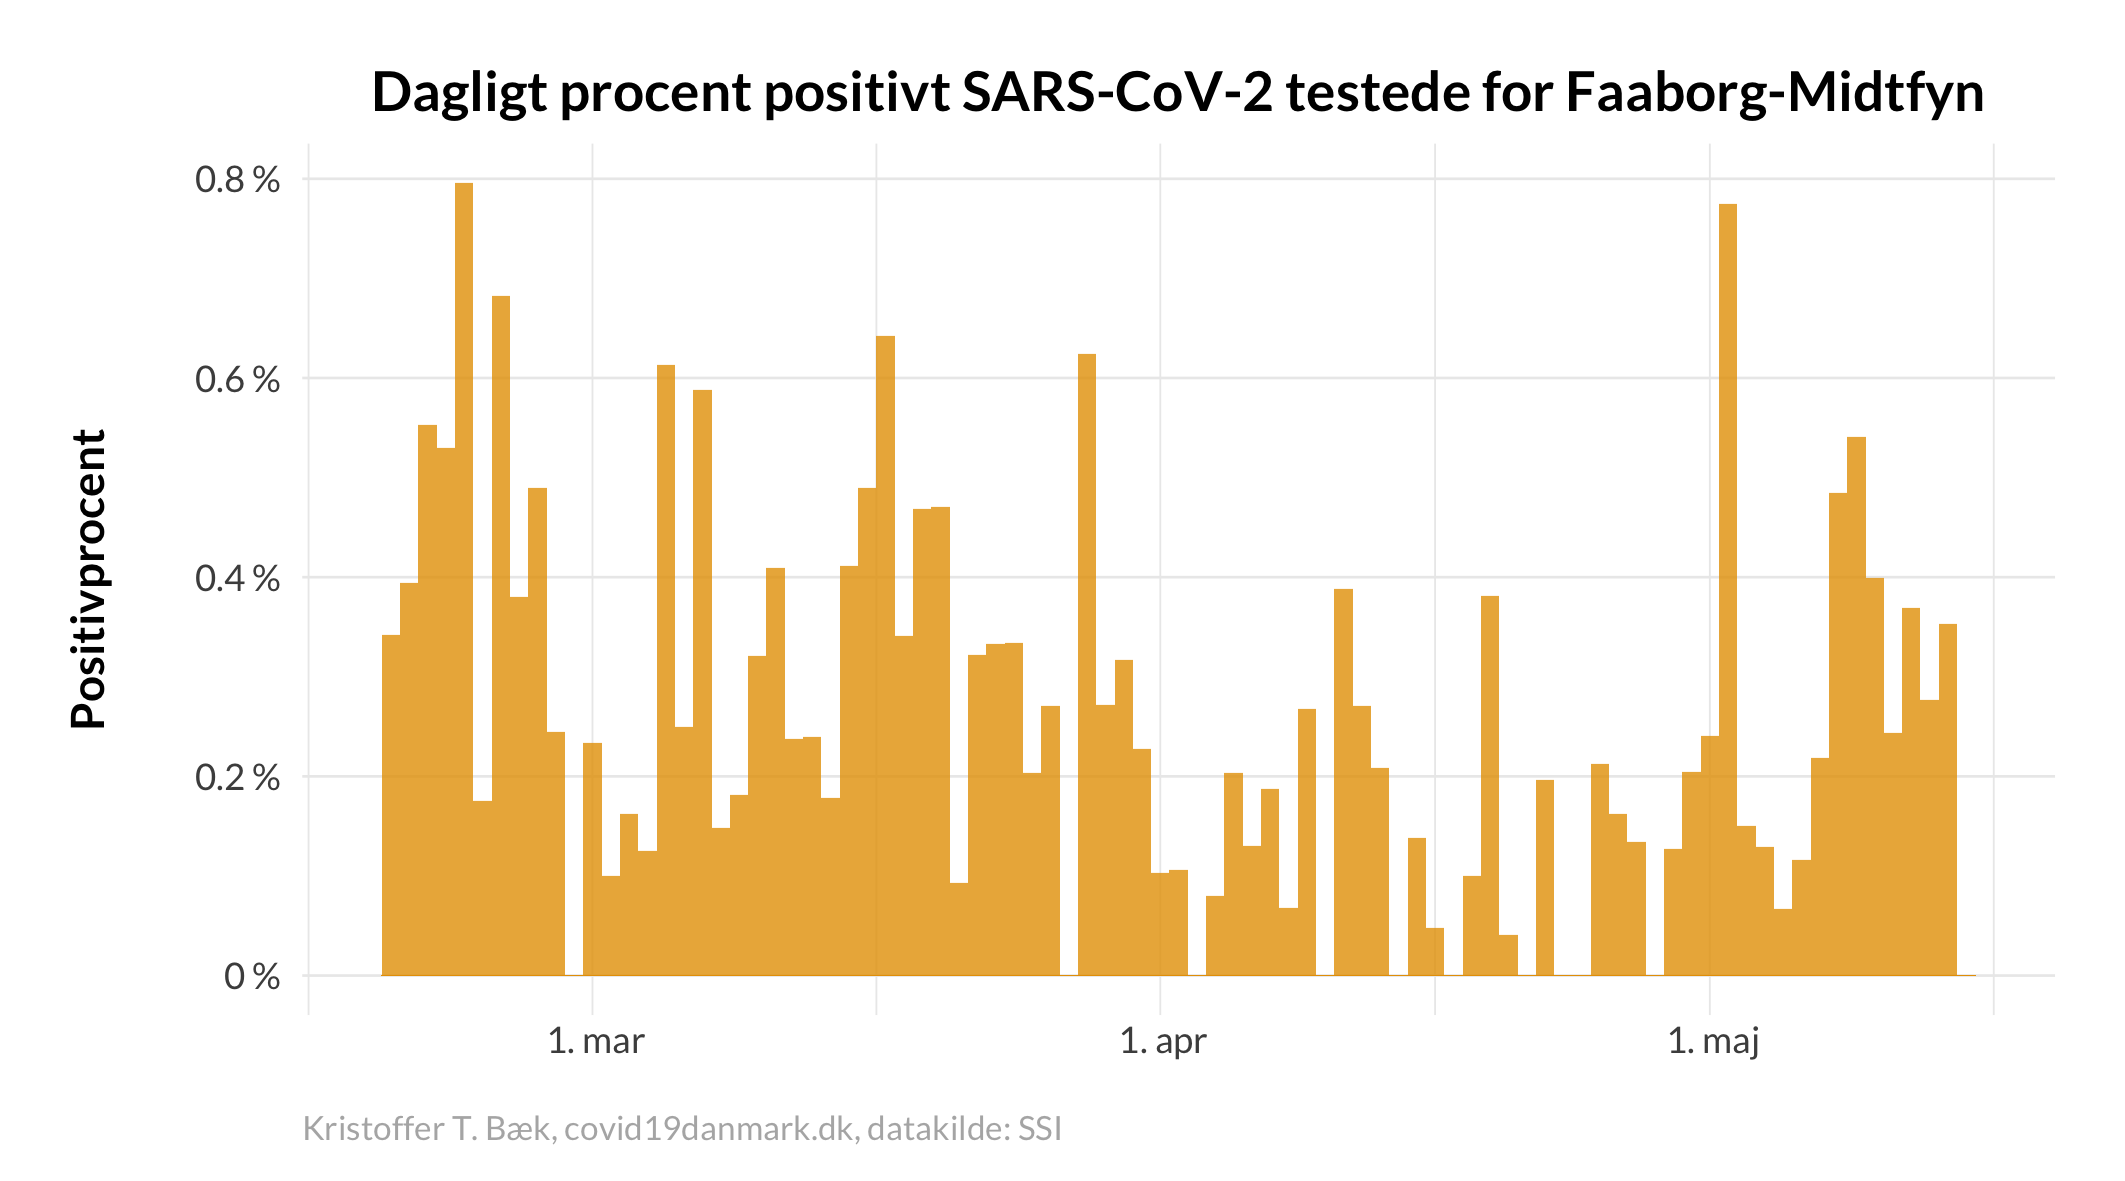 Dagligt procent positivt SARS-CoV-2 testede for Faaborg-Midtfyn
Positivprocent
0.8 %
0.6 %
0.4 %
0.2 %
0 %
1. mar
1. apr
1. maj
Kristoffer T. Bæk, covid19danmark.dk, datakilde: SSI